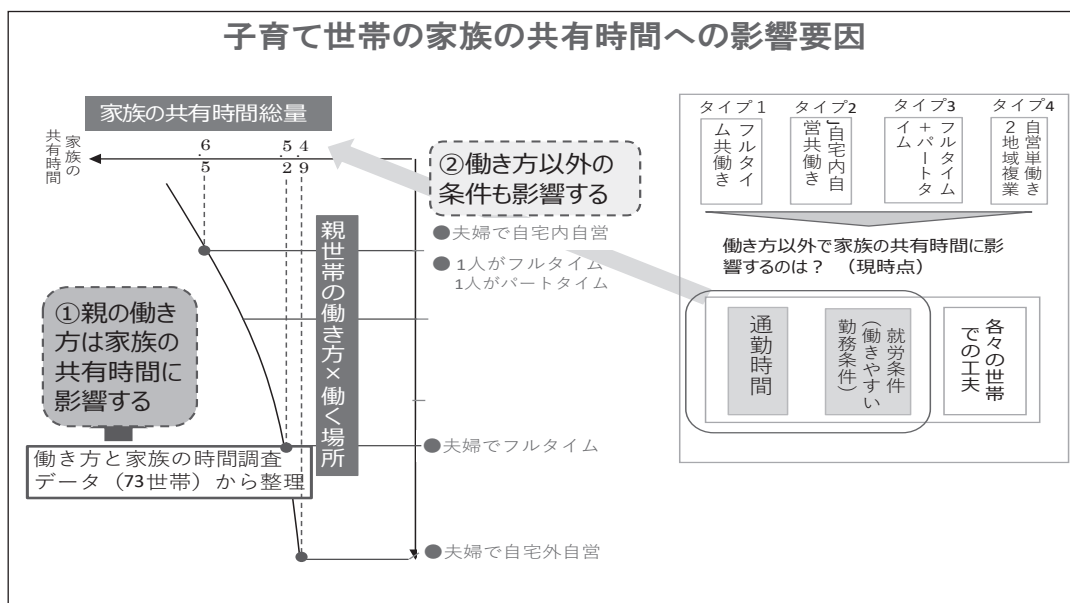 子育て世帯の家族の共有時間への影響要因
家族の共有時間総量
家族の
共有時間
6.5
5.2
4.9
②働き方以外の
条件も影響する
①親の働き
方は家族の
共有時間に
影響する
働き方と家族の時間調査
データ（73世帯）から整理
親世帯の働き方×働く場所
●夫婦で自宅内自営
●1人がフルタイム
1人がパートタイム
●夫婦でフルタイム
●夫婦で自宅外自営
タイプ1
フルタイ
ム共働き
タイプ2
自宅内自
営共働き
タイプ3
フルタイム
＋パートタ
イム
タイプ4
自営単働き
2地域複業
働き方以外で家族の共有時間に影
響するのは？　（現時点）
通勤時間
就労条件
（働きやすい
勤務条件）
各々の世帯
での工夫